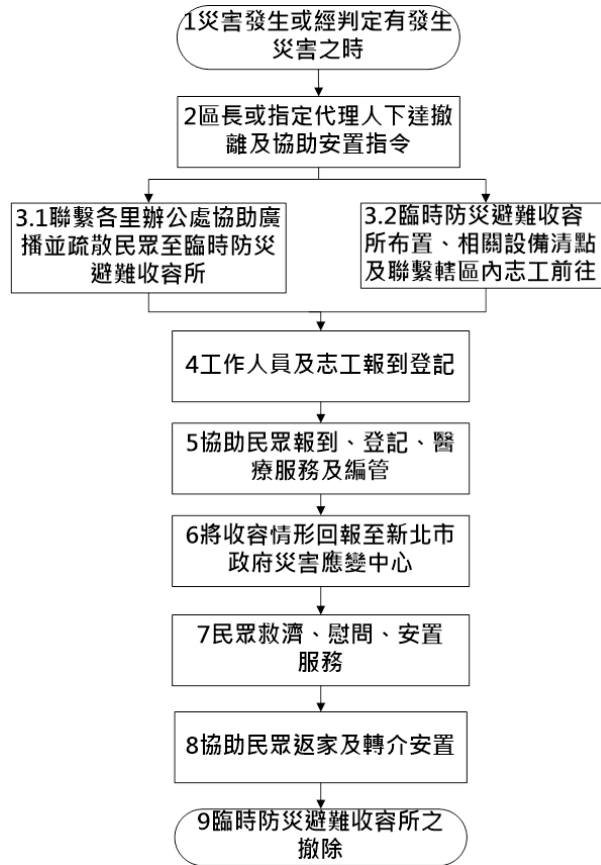 1災害發生或經判定有發生
災害之時
2區長或指定代理人下達撤
離及協助安置指令
3.1聯繫各里辦公處協助廣
播並疏散民眾至臨時防災
避難收容所
3.2臨時防災避難收容
所布置、相關設備清點
及聯繫轄區內志工前往
4工作人員及志工報到登記
5協助民眾報到、登記、醫
療服務及編管
6將收容情形回報至新北市
政府災害應變中心
7民眾救濟、慰問、安置
服務
8協助民眾返家及轉介安置
9臨時防災避難收容所之
撤除